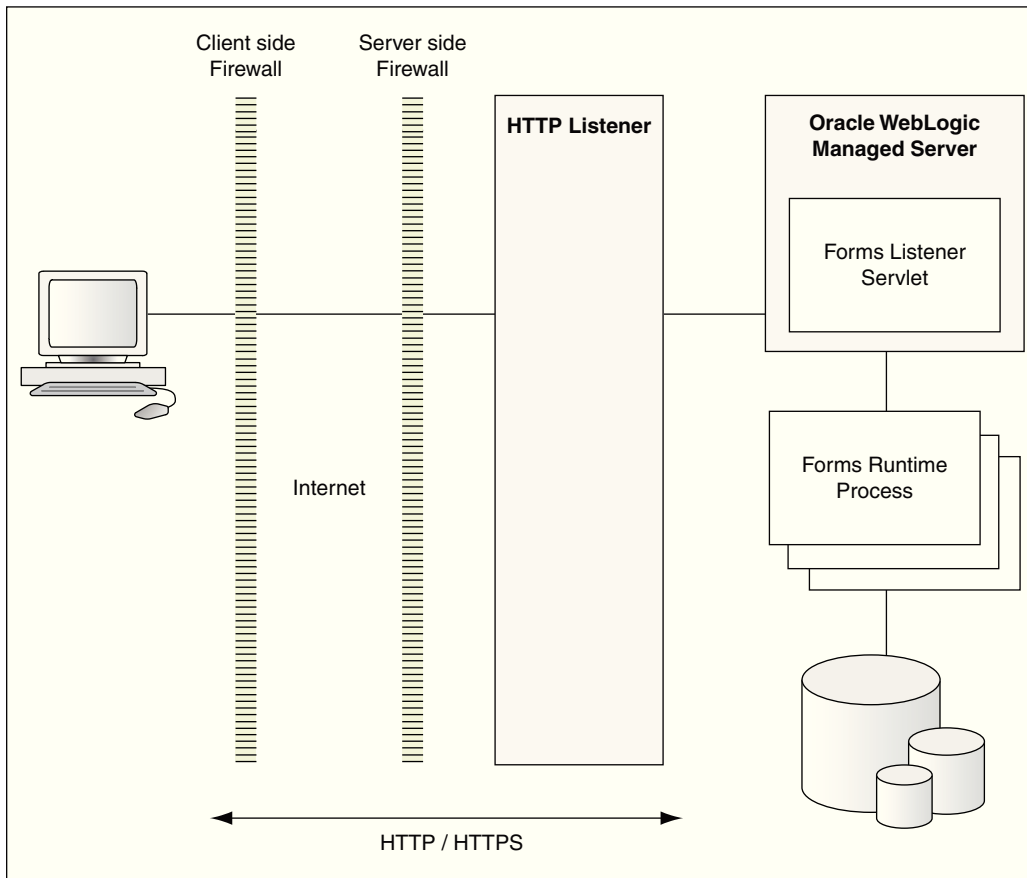 Client side
Firewall
Server side
Firewall
HTTP Listener
Oracle WebLogic
Managed Server
Forms Listener
Servlet
Forms Runtime
Process
Internet
HTTP / HTTPS